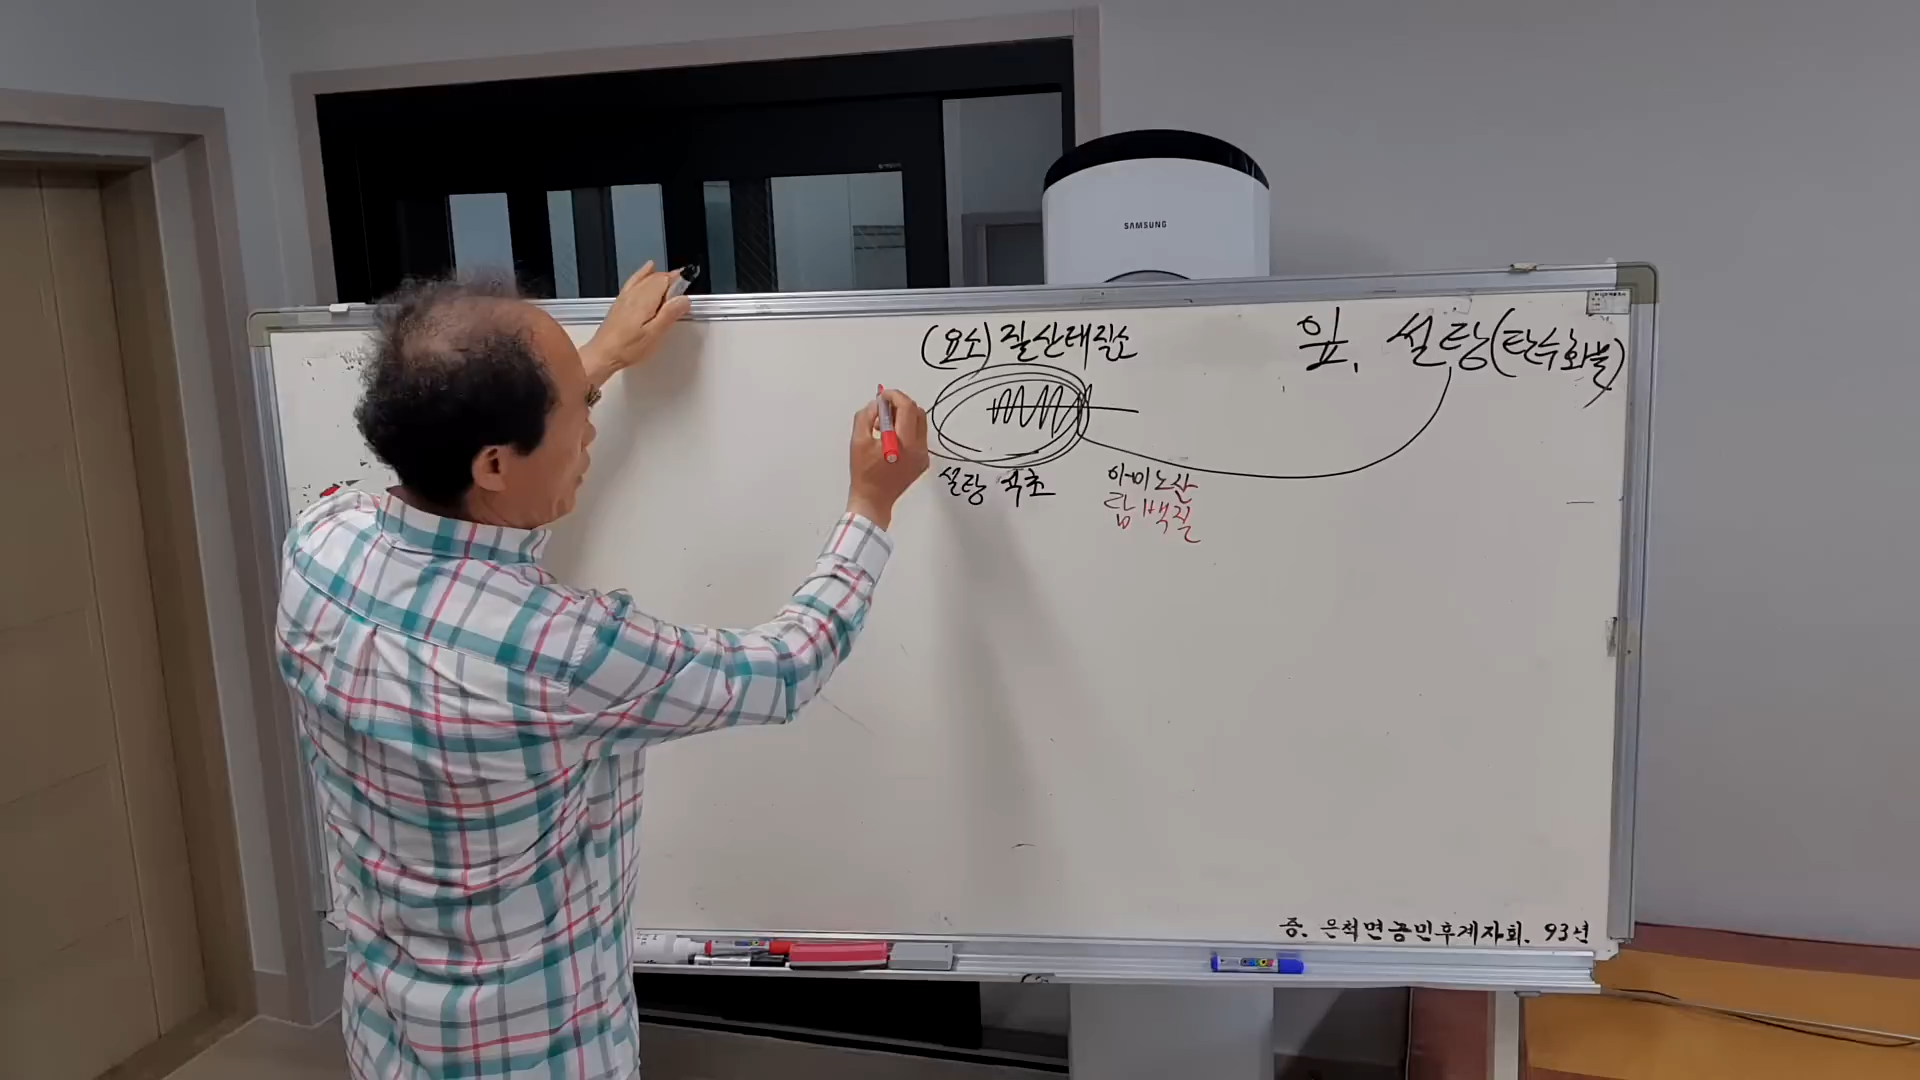 SAMSUNG
(요소) 질산태질소
잎, 설탕(탄수화물)
설탕 식초
아미노산
단백질
증. 은척면농민후계자회. 93년